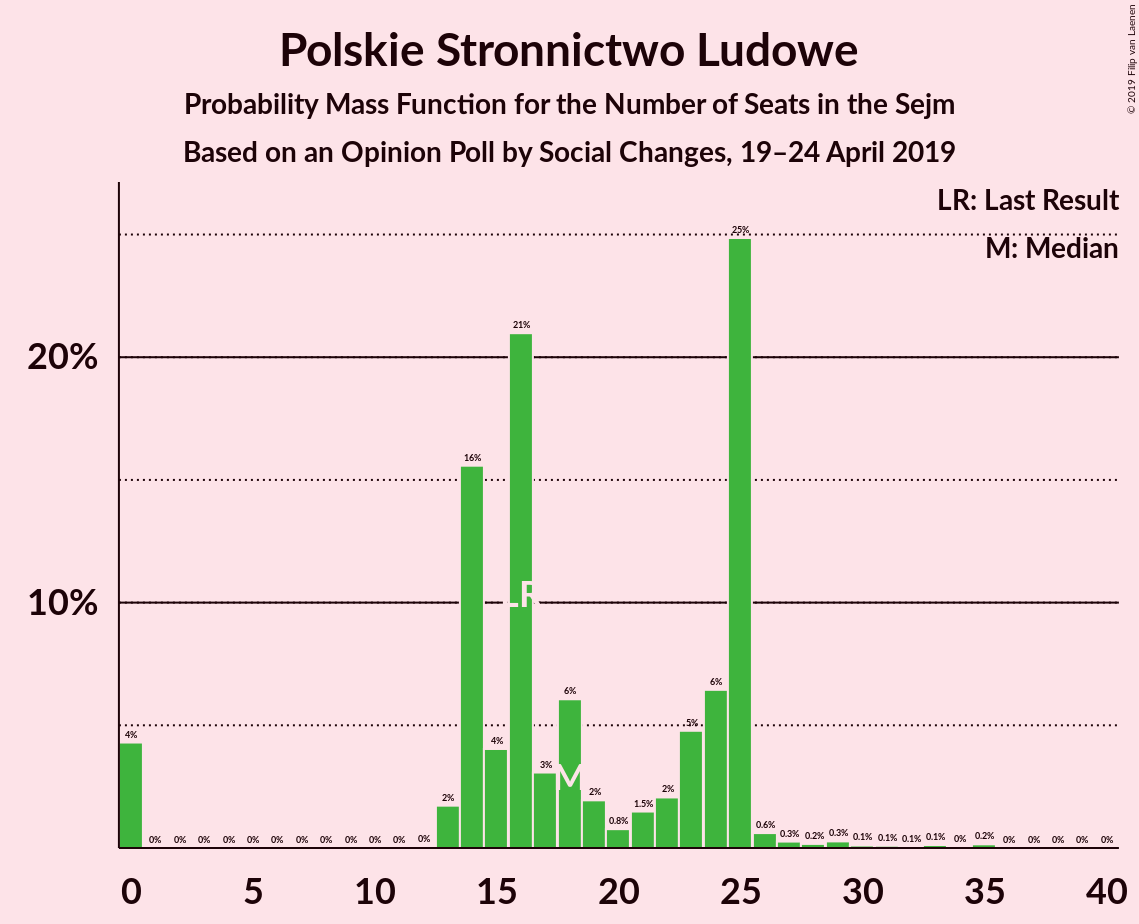 Polskie Stronnictwo Ludowe
Probability Mass Function for the Number of Seats in the Sejm
Based on an Opinion Poll by Social Changes, 19–24 April 2019
© 2019 Filip van Laenen
LR: Last Result
M: Median
25%
21%
20%
16%
LR
10%
6%
6%
5%
M
4%
4%
3%
2%
2%
0.8%
1.5%
2%
0.6%
0.3%
0.2%
0.3%
0.1%
0.1%
0.1%
0.1%
0%
0.2%
0% 0% 0% 0% 0% 0% 0% 0% 0% 0% 0% 0%
0% 0% 0% 0% 0%
0 5 10 15 20 25 30 35 40